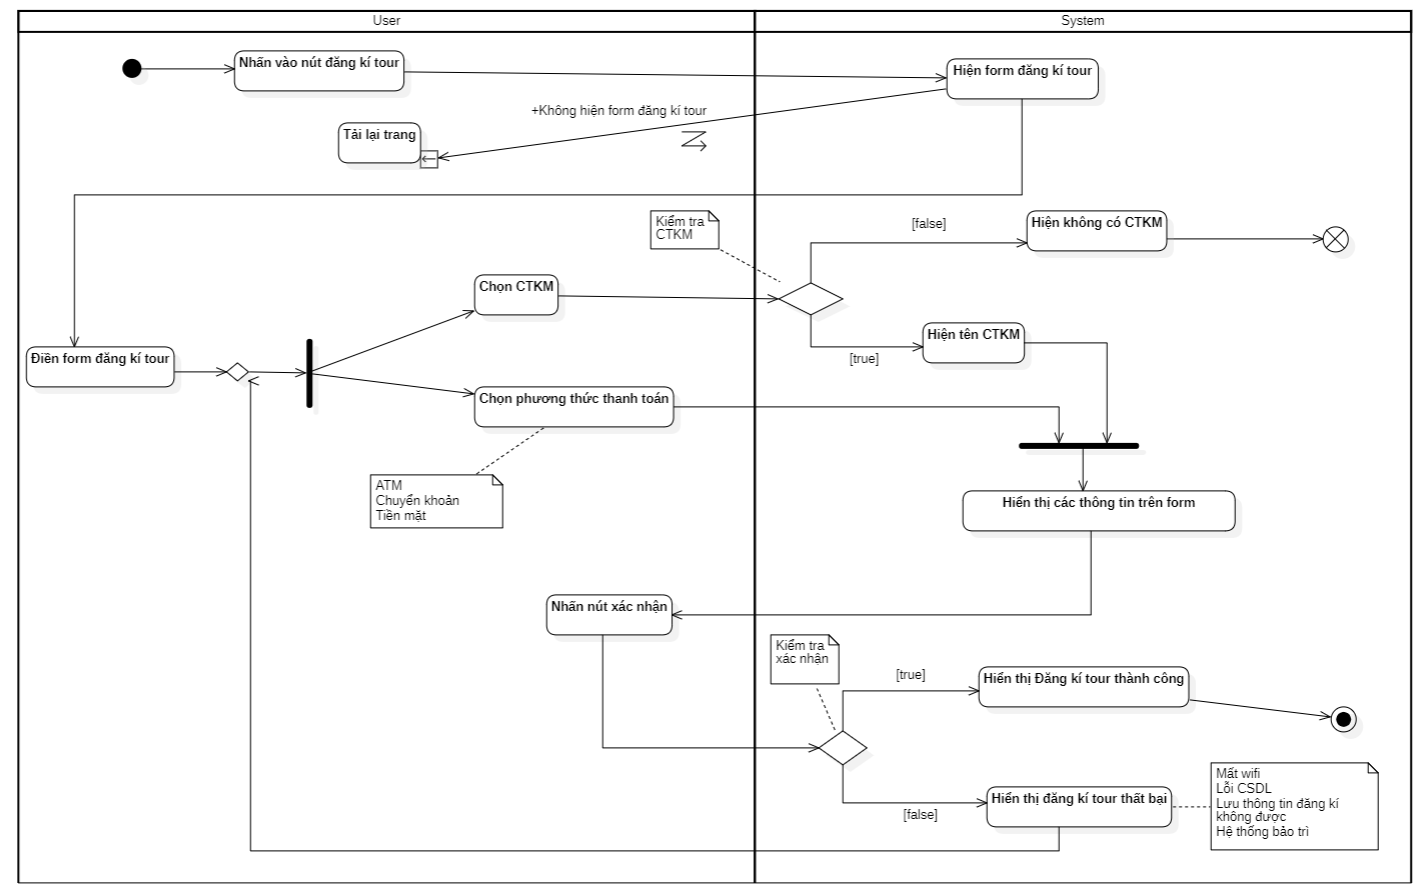 User
System
Nhấn vào nút đăng kí tour
Hiện form đăng kí tour
+Không hiện form đăng kí tour
Tải lại trang
Kiểm tra
CTKM
[false]
Hiện không có CTKM
Chọn CTKM
Hiện tên CTKM
[true]
Điền form đăng kí tour
Chọn phương thức thanh toán
ATM
Chuyển khoản
Tiền mặt
Hiển thị các thông tin trên form
Nhấn nút xác nhận
Kiểm tra
xác nhận
[true]
Hiển thị Đăng kí tour thành công
Hiển thị đăng kí tour thất bại
[false]
Mất wifi
Lỗi CSDL
Lưu thông tin đăng kí
không được
Hệ thống bảo trì